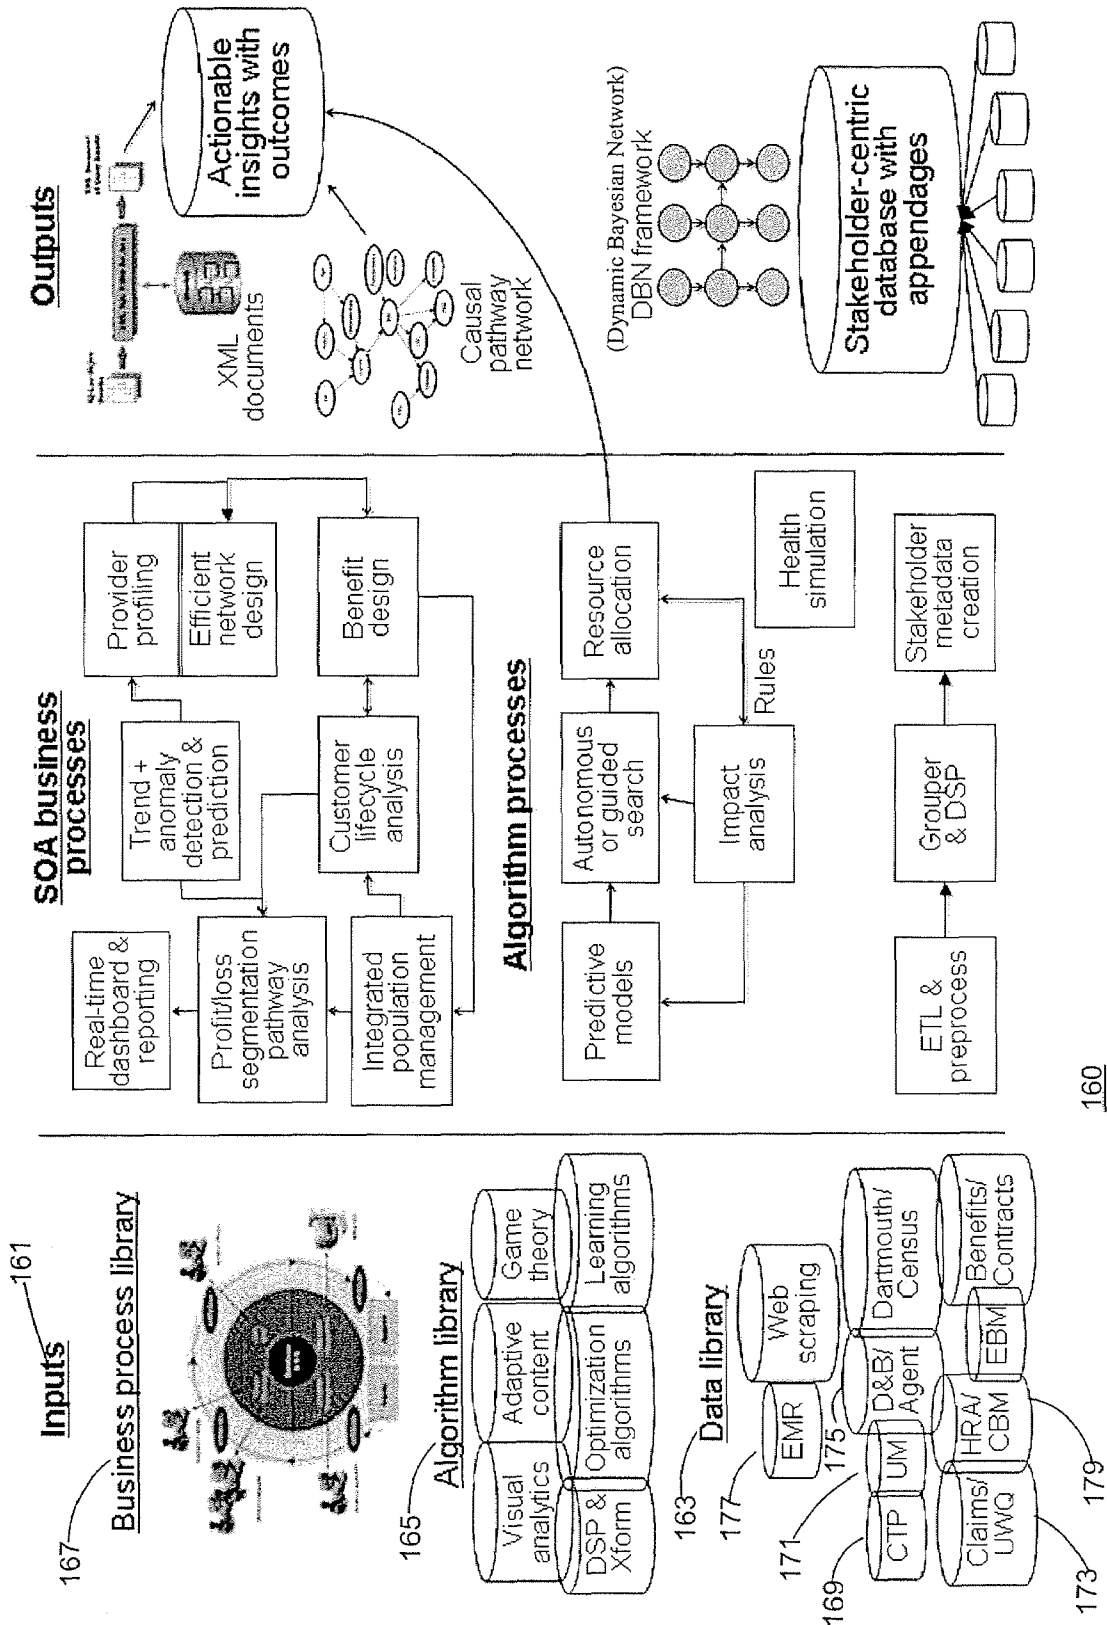 Inputs
161
167
Business process library
165
Algorithm library
Visual
analytics
Adaptive
content
Game
theory
DSP &
Xform
Optimization
algorithms
Learning
algorithms
163
Data library
177
EMR
Web
scraping
175
171
169
CTP
UM
D&B/
Agent
Dartmouth/
Census
Claims/
UWQ
HRA/
CBM
EBM
Benefits/
Contracts
173
179
SOA business
processes
Real-time
dashboard &
reporting
Trend +
anomaly
detection &
prediction
Provider
profiling
Efficient
network
design
Profit/loss
segmentation
pathway
analysis
Customer
lifecycle
analysis
Benefit
design
Integrated
population
management
Algorithm processes
Predictive
models
Autonomous
or guided
search
Resource
allocation
Impact
analysis
Rules
Health
simulation
ETL &
preprocess
Grouper
& DSP
Stakeholder
metadata
creation
Outputs
XML
documents
Actionable
insights with
outcomes
Causal
pathway
network
(Dynamic Bayesian Network)
DBN framework
Stakeholder-centric
database with
appendages
160